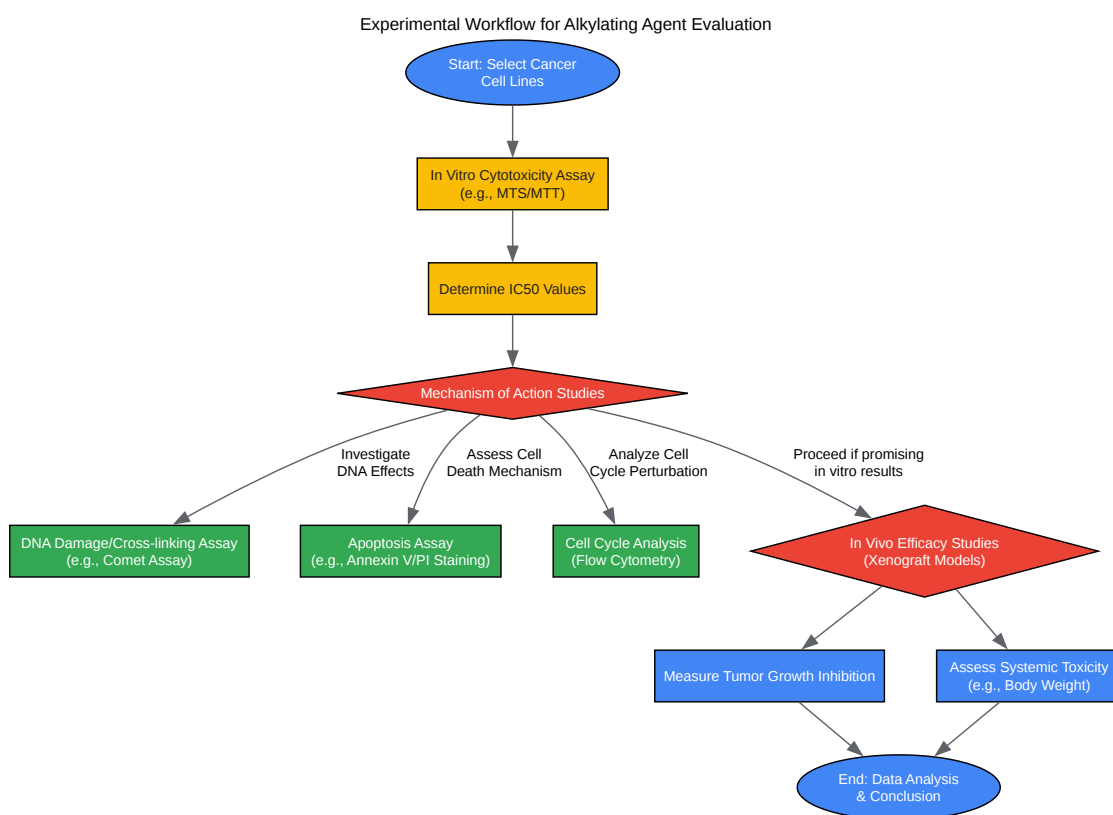 Experimental Workflow for Alkylating Agent Evaluation
Start: Select Cancer
Cell Lines
In Vitro Cytotoxicity Assay
(e.g., MTS/MTT)
Determine IC50 Values
Mechanism of Action Studies
Investigate
DNA Effects
Assess Cell
Death Mechanism
Analyze Cell
Cycle Perturbation
Proceed if promising
in vitro results
DNA Damage/Cross-linking Assay
(e.g., Comet Assay)
Apoptosis Assay
(e.g., Annexin V/PI Staining)
Cell Cycle Analysis
(Flow Cytometry)
In Vivo Efficacy Studies
(Xenograft Models)
Measure Tumor Growth Inhibition
Assess Systemic Toxicity
(e.g., Body Weight)
End: Data Analysis
& Conclusion